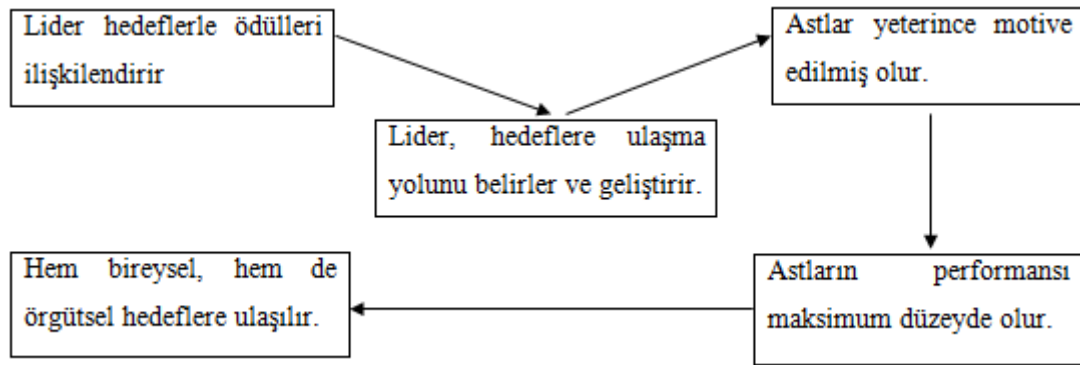 Lider hedeflerle ödülleri
ilişkilendirir
Lider, hedeflere ulaşma
yolunu belirler ve geliştirir.
Astlar yeterince motive
edilmiş olur.
Astların performansı
maksimum düzeyde olur.
Hem bireysel, hem de
örgütsel hedeflere ulaşılır.